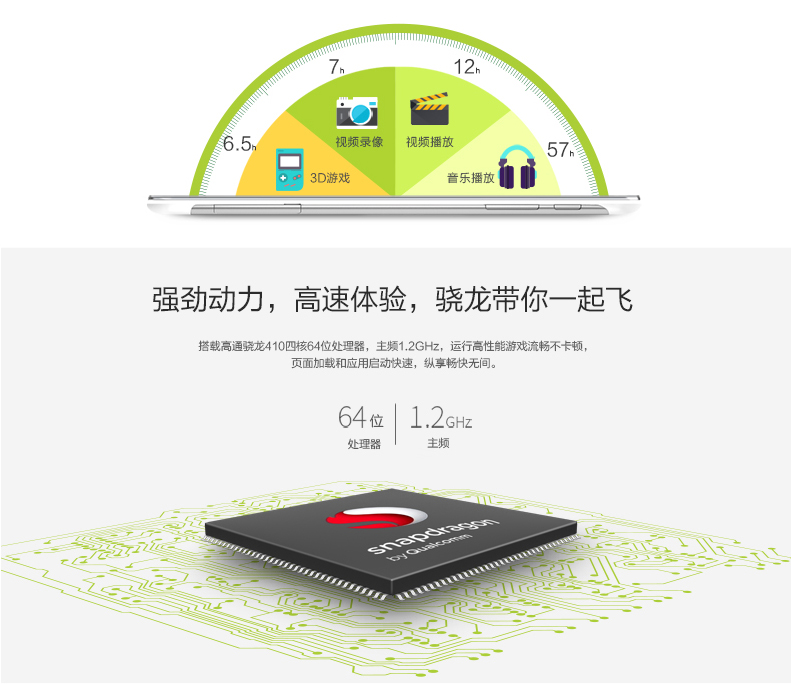 7h
12h
视频录像
视频播放
6.5h
57h
3D游戏
音乐播放
强劲动力，高速体验，骁龙带你一起飞
搭载高通骁龙410四核64位处理器，主频1.2GHz，运行高性能游戏流畅不卡顿，
页面加载和应用启动快速，纵享畅快无间。
64位
1.2GHz
处理器
主频
snapdragon
by Qualcomm